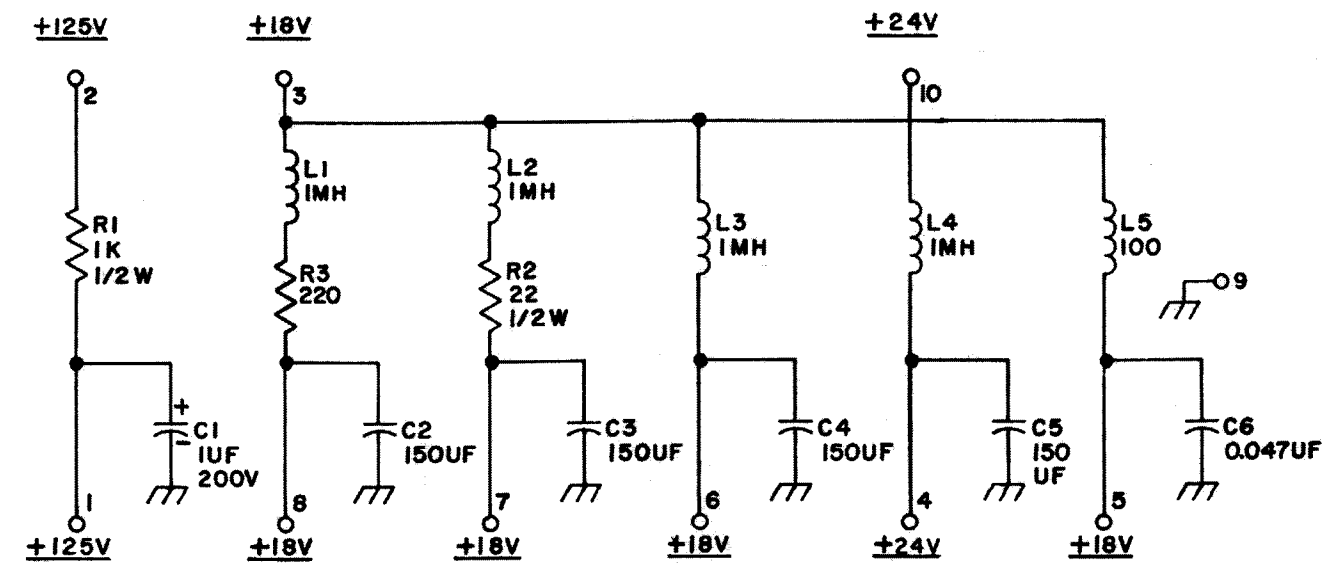 +125V
+18V
+24V
2
3
10
L1
1MH
L2
1MH
R1
1K
1/2W
L3
1MH
L4
1MH
L5
100
R3
220
R2
22
1/2W
9
+
-
C1
1UF
200V
C2
150UF
C3
150UF
C4
150UF
C5
150
UF
C6
0.047UF
1
8
7
6
4
5
+125V
+18V
+18V
+18V
+24V
+18V